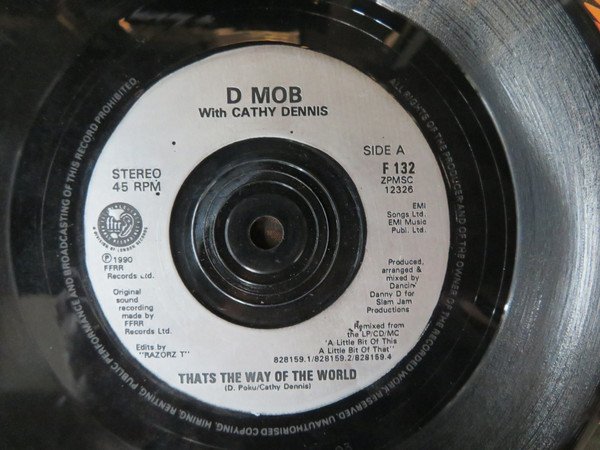 D MOB
With CATHY DENNIS
STEREO
45 RPM
SIDE A
F 132
ZPMSC
12326
EMI
Songs Ltd.
EMI Music
Publ. Ltd.
℗ 1990
FFRR
Records Ltd.
Original
sound
recording
made by
FFRR
Records Ltd.
Edits by
"RAZORZ T"
Produced,
arranged &
mixed by
Dancin'
Danny D for
Slam Jam
Productions
Remixed from
the LP/CD/MC
'A Little Bit Of This
A Little Bit Of That'
828159.1/828159.2/828159.4
THATS THE WAY OF THE WORLD
(D. Poku/Cathy Dennis)
ALL RIGHTS OF THE PRODUCER AND OF THE OWNER OF THE RECORDED WORK RESERVED. UNAUTHORISED COPYING, HIRING, RENTING, PUBLIC PERFORMANCE AND BROADCASTING OF THIS RECORD PROHIBITED.
A DIVISION OF LONDON RECORDS